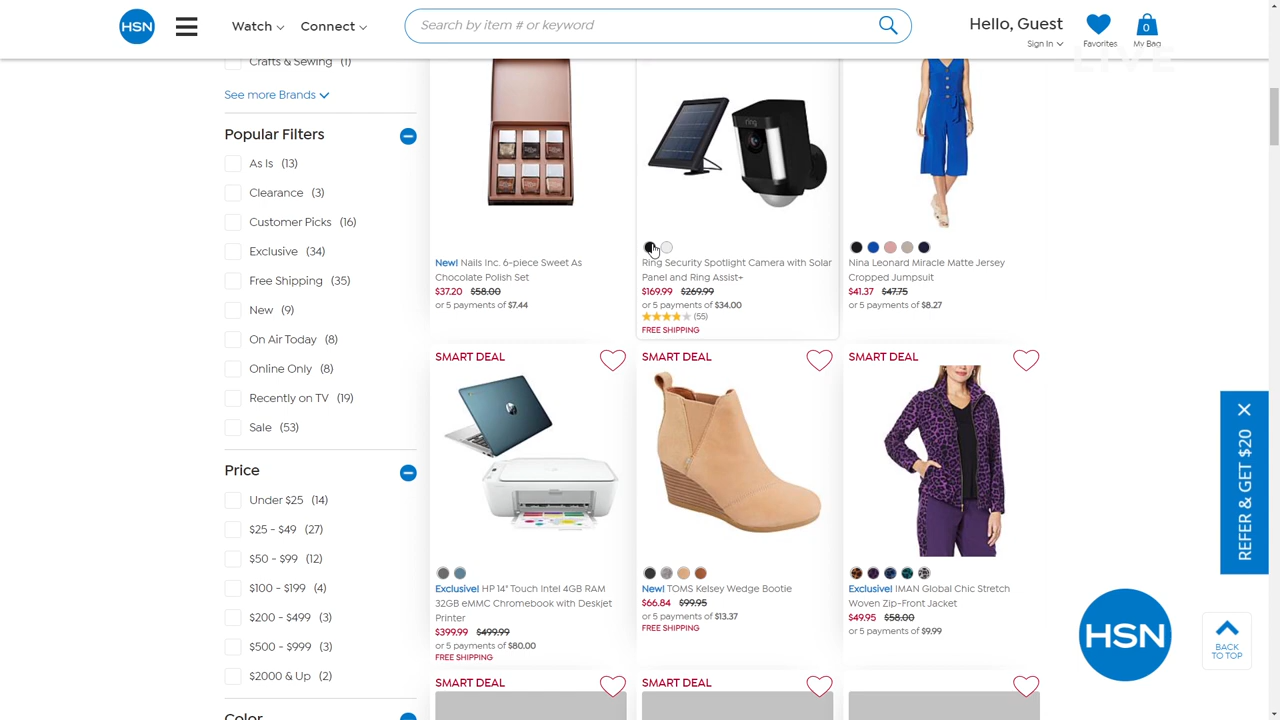 HSN
Watch
Connect
Search by item # or keyword
Hello, Guest
Sign In
Favorites
0
My Bag
LIVE
Crafts & Sewing (1)
See more Brands
Popular Filters
As Is (13)
Clearance (3)
Customer Picks (16)
Exclusive (34)
Free Shipping (35)
New (9)
On Air Today (8)
Online Only (8)
Recently on TV (19)
Sale (53)
Price
Under $25 (14)
$25 - $49 (27)
$50 - $99 (12)
$100 - $199 (4)
$200 - $499 (3)
$500 - $999 (3)
$2000 & Up (2)
Color
New! Nails Inc. 6-piece Sweet As
Chocolate Polish Set
$37.20 $58.00
or 5 payments of $7.44
ring
Ring Security Spotlight Camera with Solar
Panel and Ring Assist+
$169.99 $269.99
or 5 payments of $34.00
(55)
FREE SHIPPING
Nina Leonard Miracle Matte Jersey
Cropped Jumpsuit
$41.37 $47.75
or 5 payments of $8.27
SMART DEAL
Exclusive! HP 14" Touch Intel 4GB RAM
32GB eMMC Chromebook with Deskjet
Printer
$399.99 $499.99
or 5 payments of $80.00
FREE SHIPPING
SMART DEAL
New! TOMS Kelsey Wedge Bootie
$66.84 $99.95
or 5 payments of $13.37
FREE SHIPPING
SMART DEAL
Exclusive! IMAN Global Chic Stretch
Woven Zip-Front Jacket
$49.95 $58.00
or 5 payments of $9.99
SMART DEAL
SMART DEAL
REFER & GET $20
HSN
BACK
TO TOP